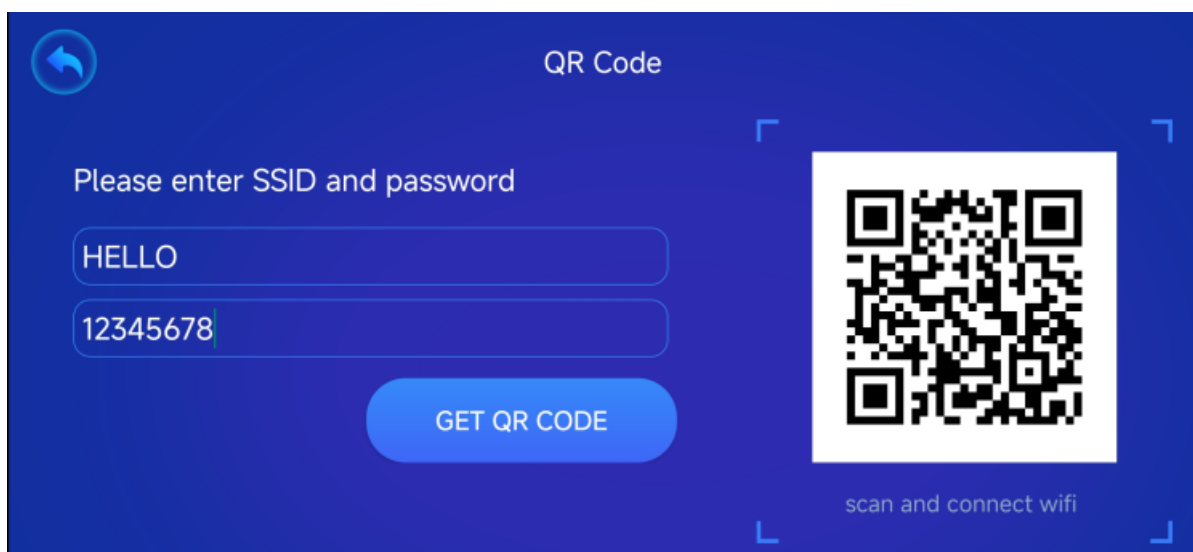 QR Code
Please enter SSID and password
HELLO
12345678
GET QR CODE
scan and connect wifi